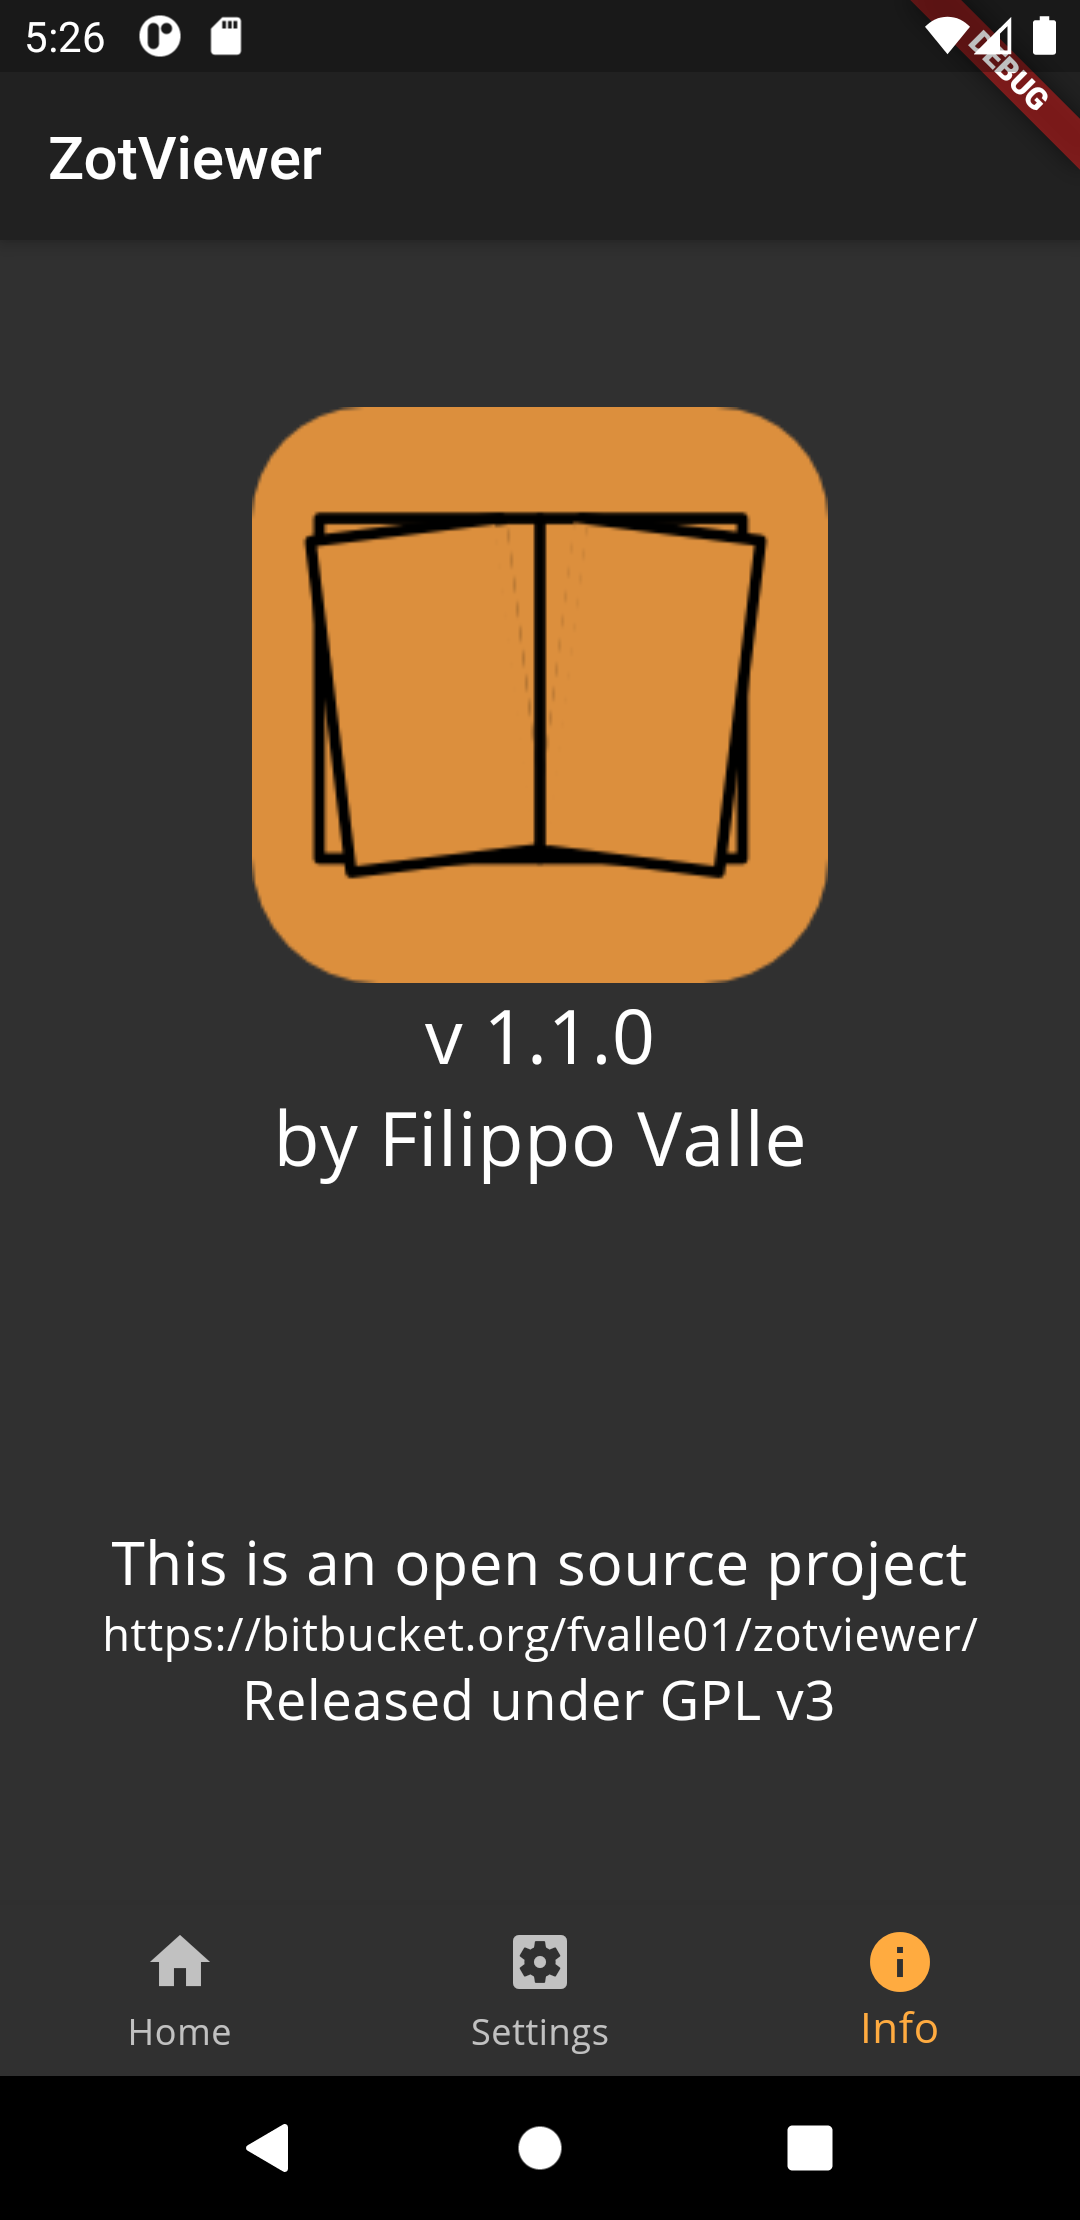 5:26
DEBUG
ZotViewer
v 1.1.0
by Filippo Valle
This is an open source project
https://bitbucket.org/fvalle01/zotviewer/
Released under GPL v3
Home
Settings
Info